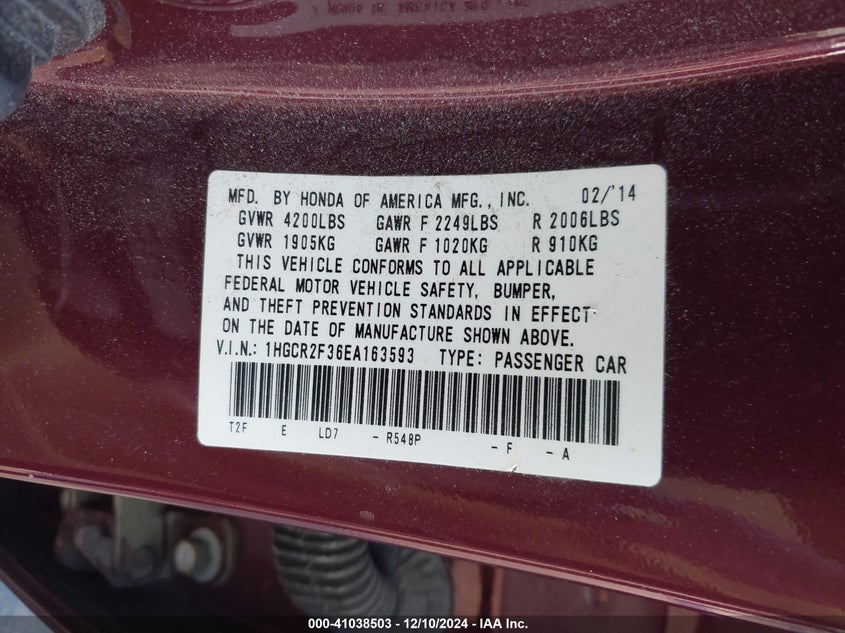 MFD. BY HONDA OF AMERICA MFG., INC. 02/'14
GVWR 4200LBS GAWR F 2249LBS R 2006LBS
GVWR 1905KG GAWR F 1020KG R 910KG
THIS VEHICLE CONFORMS TO ALL APPLICABLE
FEDERAL MOTOR VEHICLE SAFETY, BUMPER,
AND THEFT PREVENTION STANDARDS IN EFFECT
ON THE DATE OF MANUFACTURE SHOWN ABOVE.
V.I.N.: 1HGCR2F36EA163593 TYPE: PASSENGER CAR
T2F E LD7 - R548P - F - A
000-41038503 - 12/10/2024 - IAA Inc.